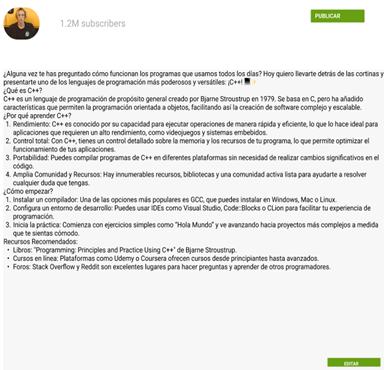 1.2M subscribers
PUBLICAR
¿Alguna vez te has preguntado cómo funcionan los programas que usamos todos los días? Hoy quiero llevarte detrás de las cortinas y
presentarte uno de los lenguajes de programación más poderosos y versátiles: ¡C++! 💻✨
¿Qué es C++?
C++ es un lenguaje de programación de propósito general creado por Bjarne Stroustrup en 1979. Se basa en C, pero ha añadido
características que permiten la programación orientada a objetos, facilitando así la creación de software complejo y escalable.
¿Por qué aprender C++?
1. Rendimiento: C++ es conocido por su capacidad para ejecutar operaciones de manera rápida y eficiente, lo que lo hace ideal para
aplicaciones que requieren un alto rendimiento, como videojuegos y sistemas embebidos.
2. Control total: Con C++, tienes un control detallado sobre la memoria y los recursos de tu programa, lo que permite optimizar el
funcionamiento de tus aplicaciones.
3. Portabilidad: Puedes compilar programas de C++ en diferentes plataformas sin necesidad de realizar cambios significativos en el
código.
4. Amplia Comunidad y Recursos: Hay innumerables recursos, bibliotecas y una comunidad activa lista para ayudarte a resolver
cualquier duda que tengas.
¿Cómo empezar?
1. Instalar un compilador: Una de las opciones más populares es GCC, que puedes instalar en Windows, Mac o Linux.
2. Configura un entorno de desarrollo: Puedes usar IDEs como Visual Studio, Code::Blocks o CLion para facilitar tu experiencia de
programación.
3. Inicia la práctica: Comienza con ejercicios simples como "Hola Mundo" y ve avanzando hacia proyectos más complejos a medida
que te sientas cómodo.
Recursos Recomendados:
• Libros: "Programming: Principles and Practice Using C++" de Bjarne Stroustrup.
• Cursos en línea: Plataformas como Udemy o Coursera ofrecen cursos desde principiantes hasta avanzados.
• Foros: Stack Overflow y Reddit son excelentes lugares para hacer preguntas y aprender de otros programadores.
EDITAR